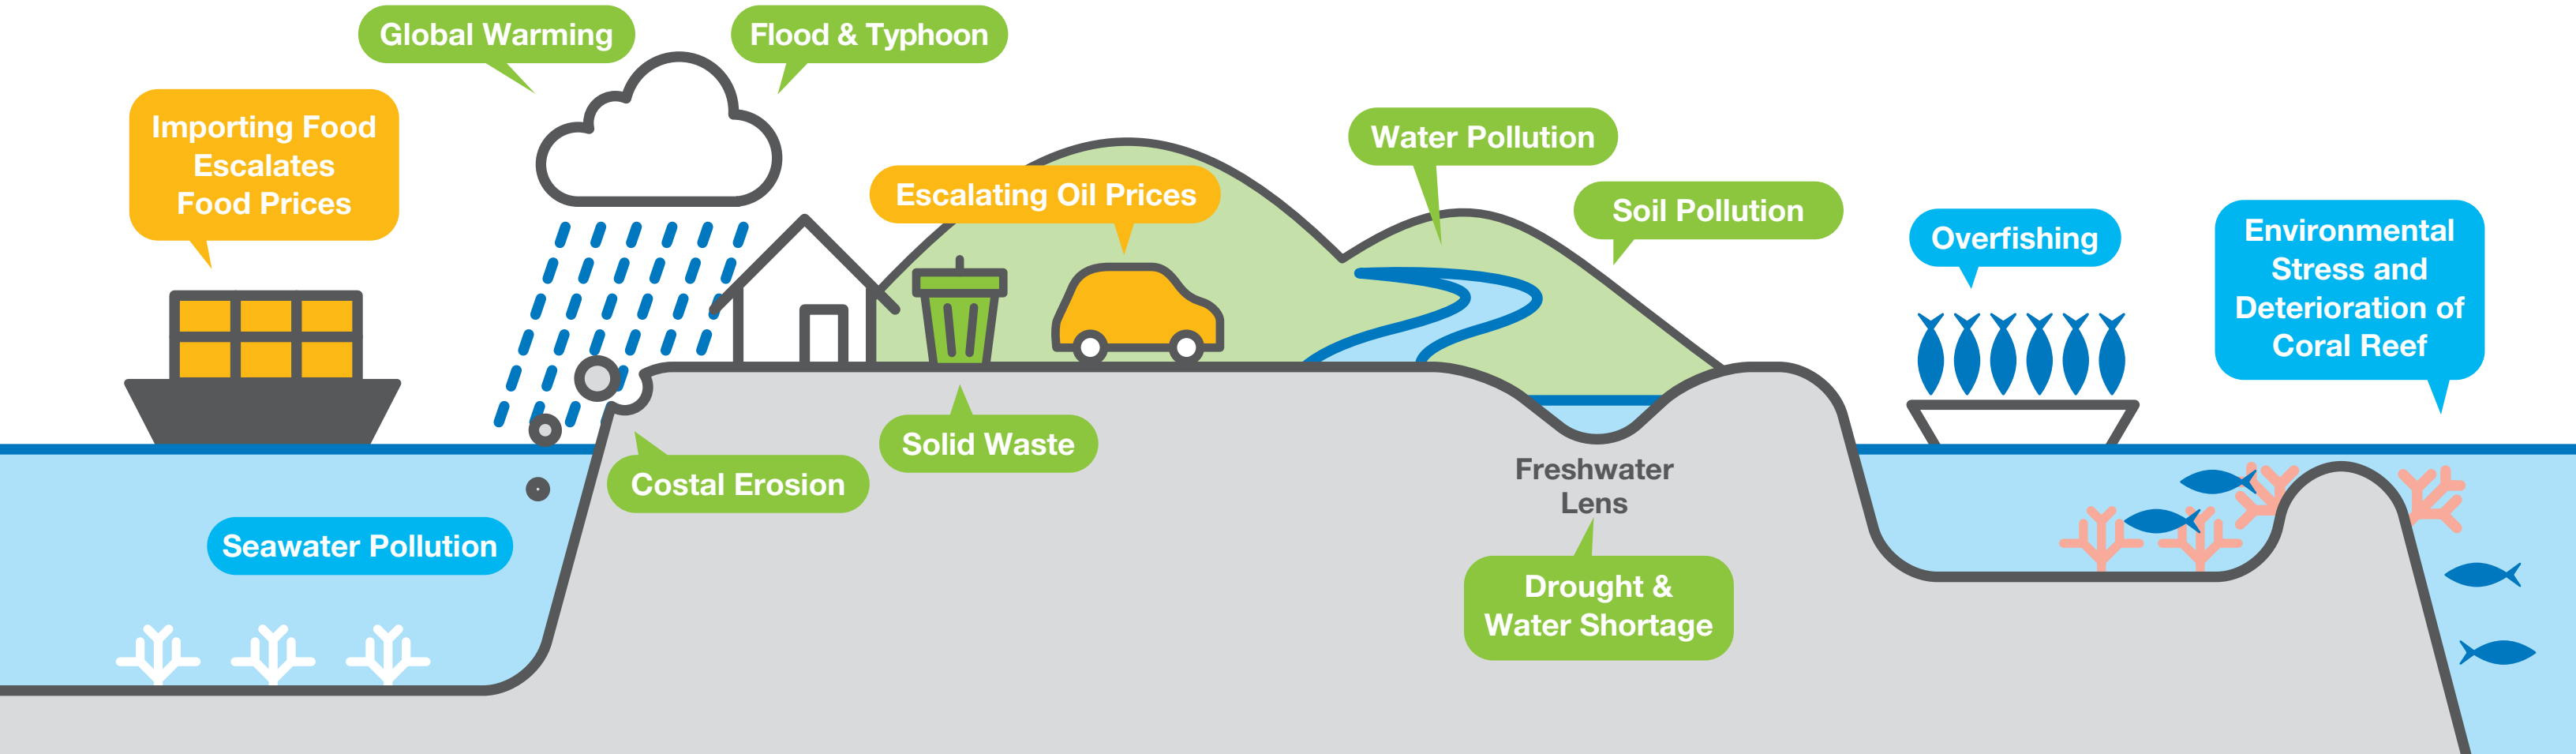 Global Warming
Flood & Typhoon
Importing Food
Escalates
Food Prices
Escalating Oil Prices
Water Pollution
Soil Pollution
Overfishing
Environmental
Stress and
Deterioration of
Coral Reef
Solid Waste
Costal Erosion
Seawater Pollution
Freshwater
Lens
Drought &
Water Shortage